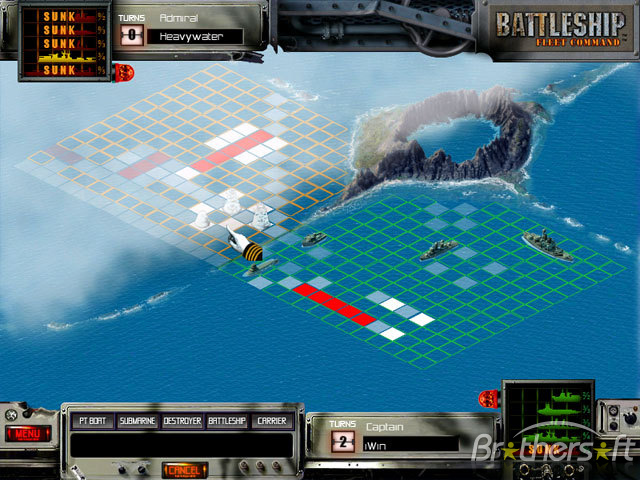 SUNK
SUNK
SUNK
SUNK
TURNS Admiral
0 Heavywater
BATTLESHIP
FLEET COMMAND
MENU
PT BOAT SUBMARINE DESTROYER BATTLESHIP CARRIER
CANCEL
TURNS Captain
2 iWin
SUNK
Brothersoft